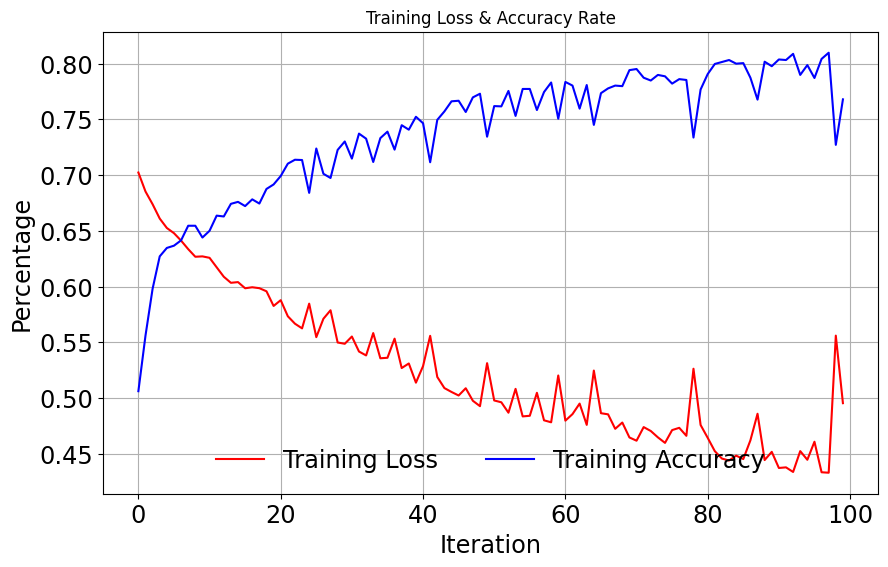 Training Loss & Accuracy Rate
0.80
0.75
0.70
0.65
0.60
0.55
0.50
0.45
Percentage
Training Loss Training Accuracy
0 20 40 60 80 100
Iteration